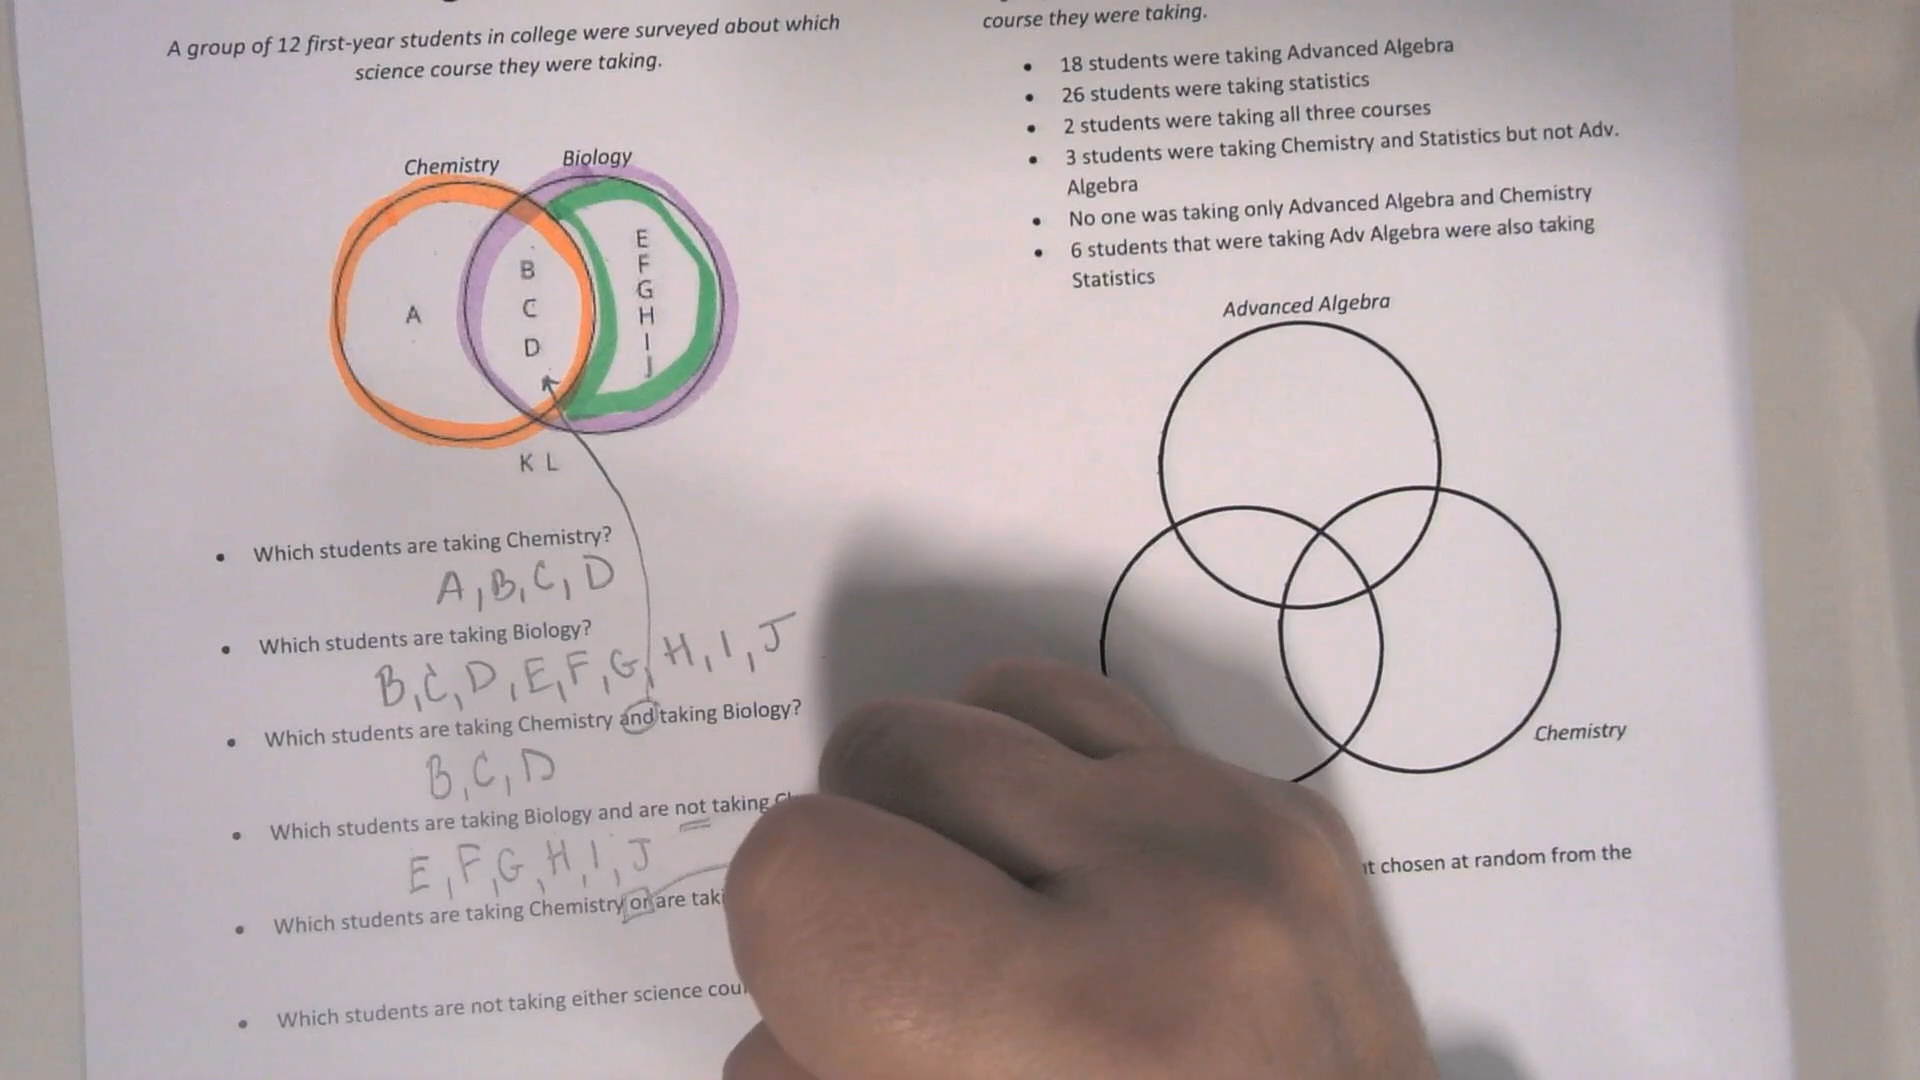 A group of 12 first-year students in college were surveyed about which
science course they were taking.
Chemistry
Biology
A
B
C
D
E
F
G
H
I
J
K L
• Which students are taking Chemistry?
A, B, C, D
• Which students are taking Biology?
B, C, D, E, F, G, H, I, J
• Which students are taking Chemistry and taking Biology?
B, C, D
• Which students are taking Biology and are not taking
E, F, G, H, I, J
• Which students are taking Chemistry or are
• Which students are not taking either science
course they were taking.
• 18 students were taking Advanced Algebra
• 26 students were taking statistics
• 2 students were taking all three courses
• 3 students were taking Chemistry and Statistics but not Adv.
Algebra
• No one was taking only Advanced Algebra and Chemistry
• 6 students that were taking Adv Algebra were also taking
Statistics
Advanced Algebra
Chemistry
chosen at random from the